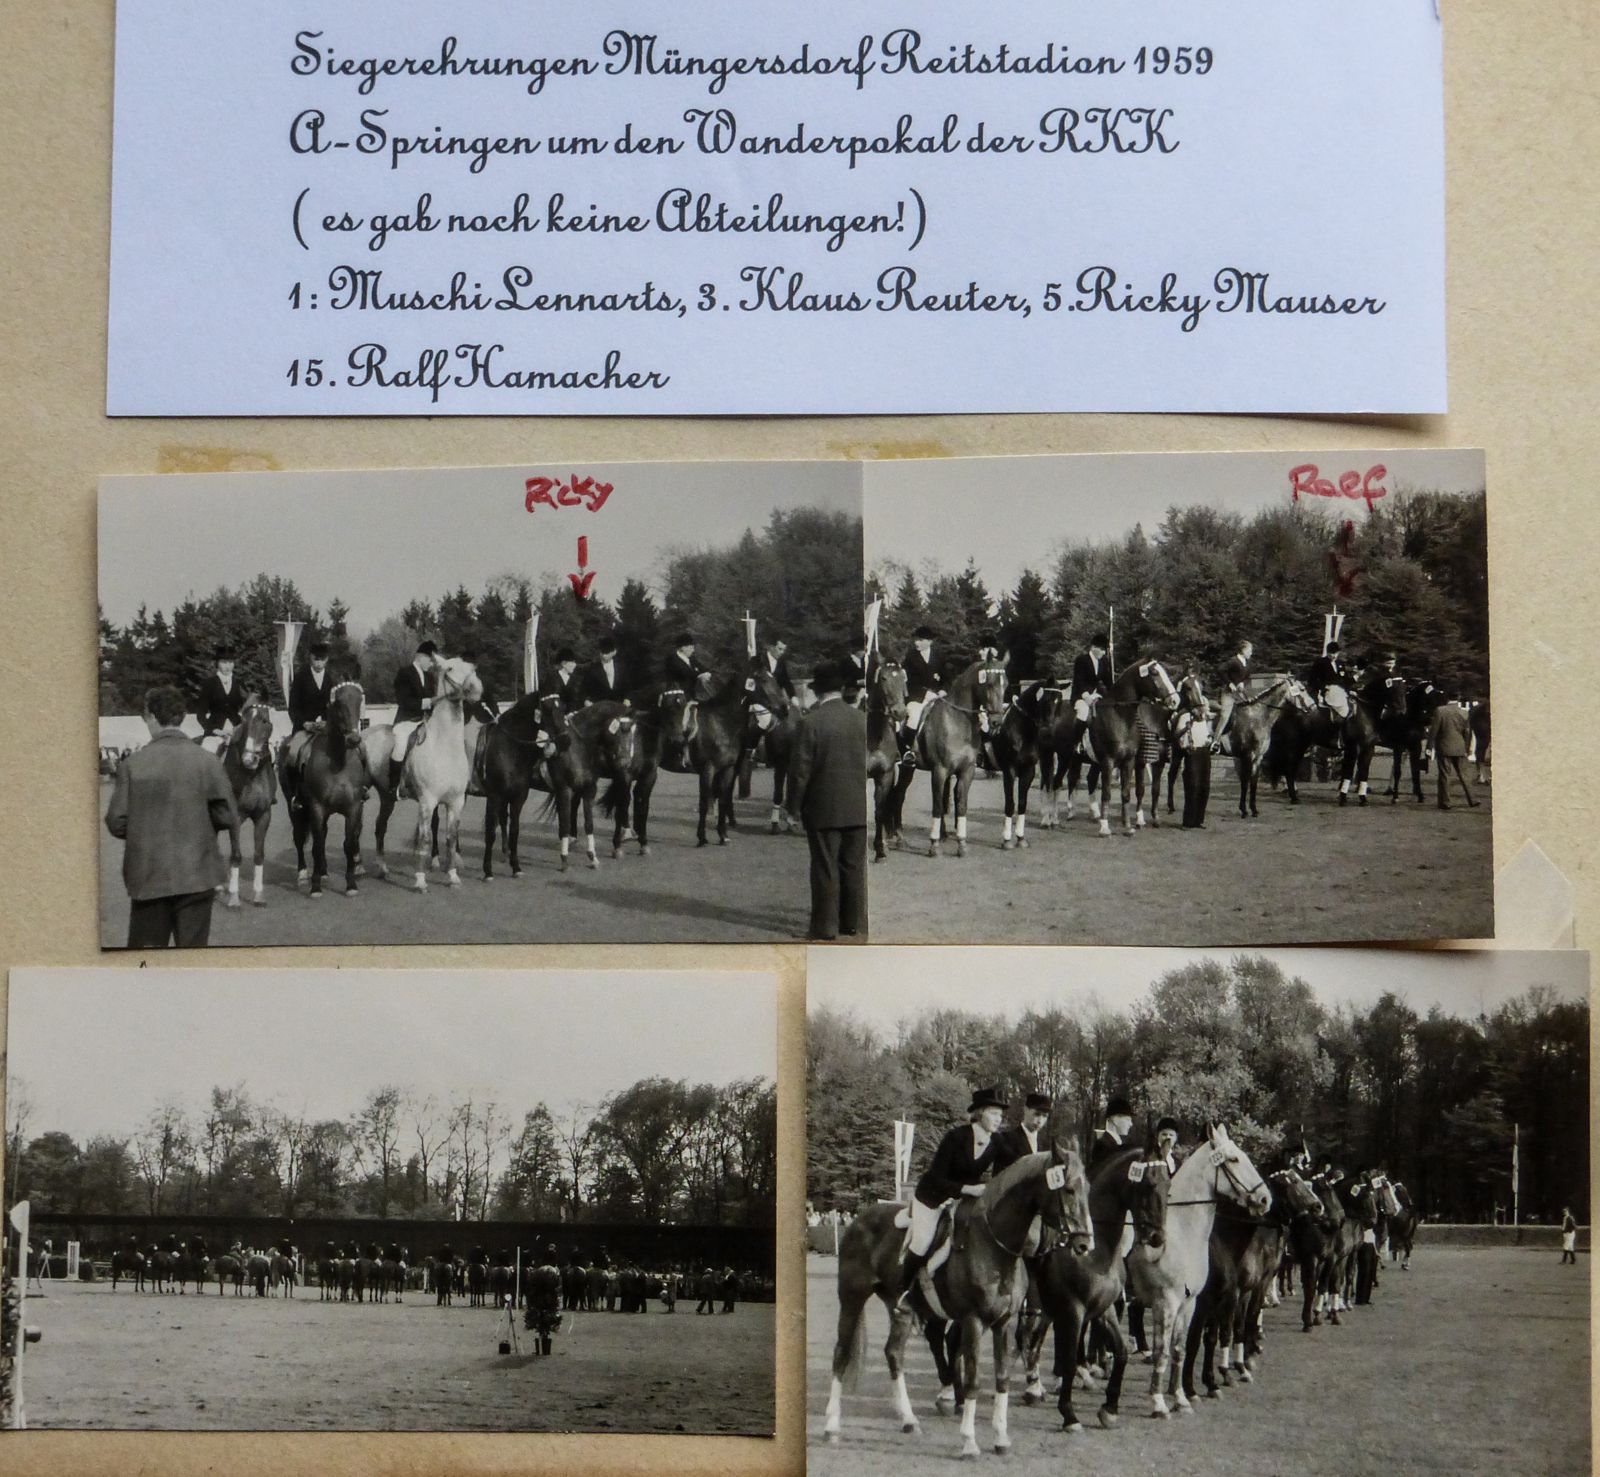 Siegerehrungen Müngersdorf Reitstadion 1959
A-Springen um den Wanderpokal der RKK
( es gab noch keine Abteilungen!)
1: Muschi Lennarts, 3. Klaus Reuter, 5.Ricky Mauser
15. Ralf Hamacher
Ricky
Ralf